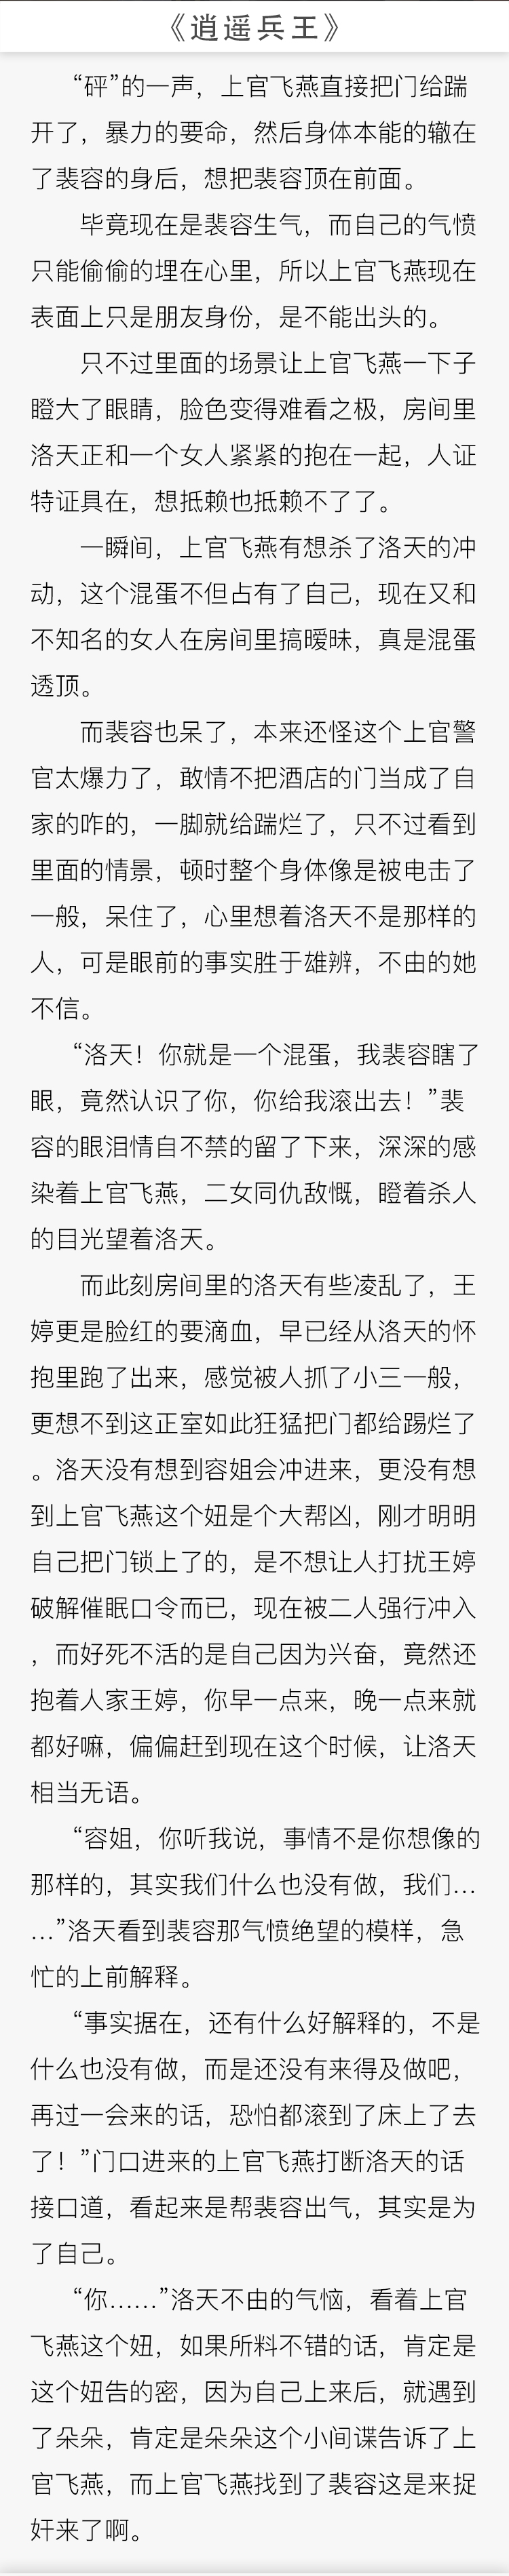 《逍遥兵王》
“砰”的一声，上官飞燕直接把门给踹
开了，暴力的要命，然后身体本能的辙在
了裴容的身后，想把裴容顶在前面。
毕竟现在是裴容生气，而自己的气愤
只能偷偷的埋在心里，所以上官飞燕现在
表面上只是朋友身份，是不能出头的。
只不过里面的场景让上官飞燕一下子
瞪大了眼睛，脸色变得难看之极，房间里
洛天正和一个女人紧紧的抱在一起，人证
特证具在，想抵赖也抵赖不了了。
一瞬间，上官飞燕有想杀了洛天的冲
动，这个混蛋不但占有了自己，现在又和
不知名的女人在房间里搞暧昧，真是混蛋
透顶。
而裴容也呆了，本来还怪这个上官警
官太爆力了，敢情不把酒店的门当成了自
家的咋的，一脚就给踹烂了，只不过看到
里面的情景，顿时整个身体像是被电击了
一般，呆住了，心里想着洛天不是那样的
人，可是眼前的事实胜于雄辨，不由的她
不信。
“洛天！你就是一个混蛋，我裴容瞎了
眼，竟然认识了你，你给我滚出去！”裴
容的眼泪情自不禁的留了下来，深深的感
染着上官飞燕，二女同仇敌慨，瞪着杀人
的目光望着洛天。
而此刻房间里的洛天有些凌乱了，王
婷更是脸红的要滴血，早已经从洛天的怀
抱里跑了出来，感觉被人抓了小三一般，
更想不到这正室如此狂猛把门都给踢烂了
。洛天没有想到容姐会冲进来，更没有想
到上官飞燕这个妞是个大帮凶，刚才明明
自己把门锁上了的，是不想让人打扰王婷
破解催眠口令而已，现在被二人强行冲入
，而好死不活的是自己因为兴奋，竟然还
抱着人家王婷，你早一点来，晚一点来就
都好嘛，偏偏赶到现在这个时候，让洛天
相当无语。
“容姐，你听我说，事情不是你想像的
那样的，其实我们什么也没有做，我们…
…”洛天看到裴容那气愤绝望的模样，急
忙的上前解释。
“事实据在，还有什么好解释的，不是
什么也没有做，而是还没有来得及做吧，
再过一会来的话，恐怕都滚到了床上了去
了！”门口进来的上官飞燕打断洛天的话
接口道，看起来是帮裴容出气，其实是为
了自己。
“你……”洛天不由的气恼，看着上官
飞燕这个妞，如果所料不错的话，肯定是
这个妞告的密，因为自己上来后，就遇到
了朵朵，肯定是朵朵这个小间谍告诉了上
官飞燕，而上官飞燕找到了裴容这是来捉
奸来了啊。